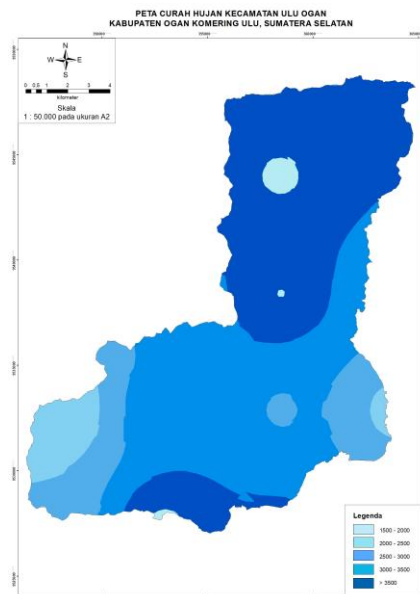 PETA CURAH HUJAN KECAMATAN ULU OGAN
KABUPATEN OGAN KOMERING ULU, SUMATERA SELATAN
N
W E
S
0 0,5 1 2 3 4
kilometer
Skala
1 : 50.000 pada ukuran A2
Legenda
1500 - 2000
2000 - 2500
2500 - 3000
3000 - 3500
> 3500